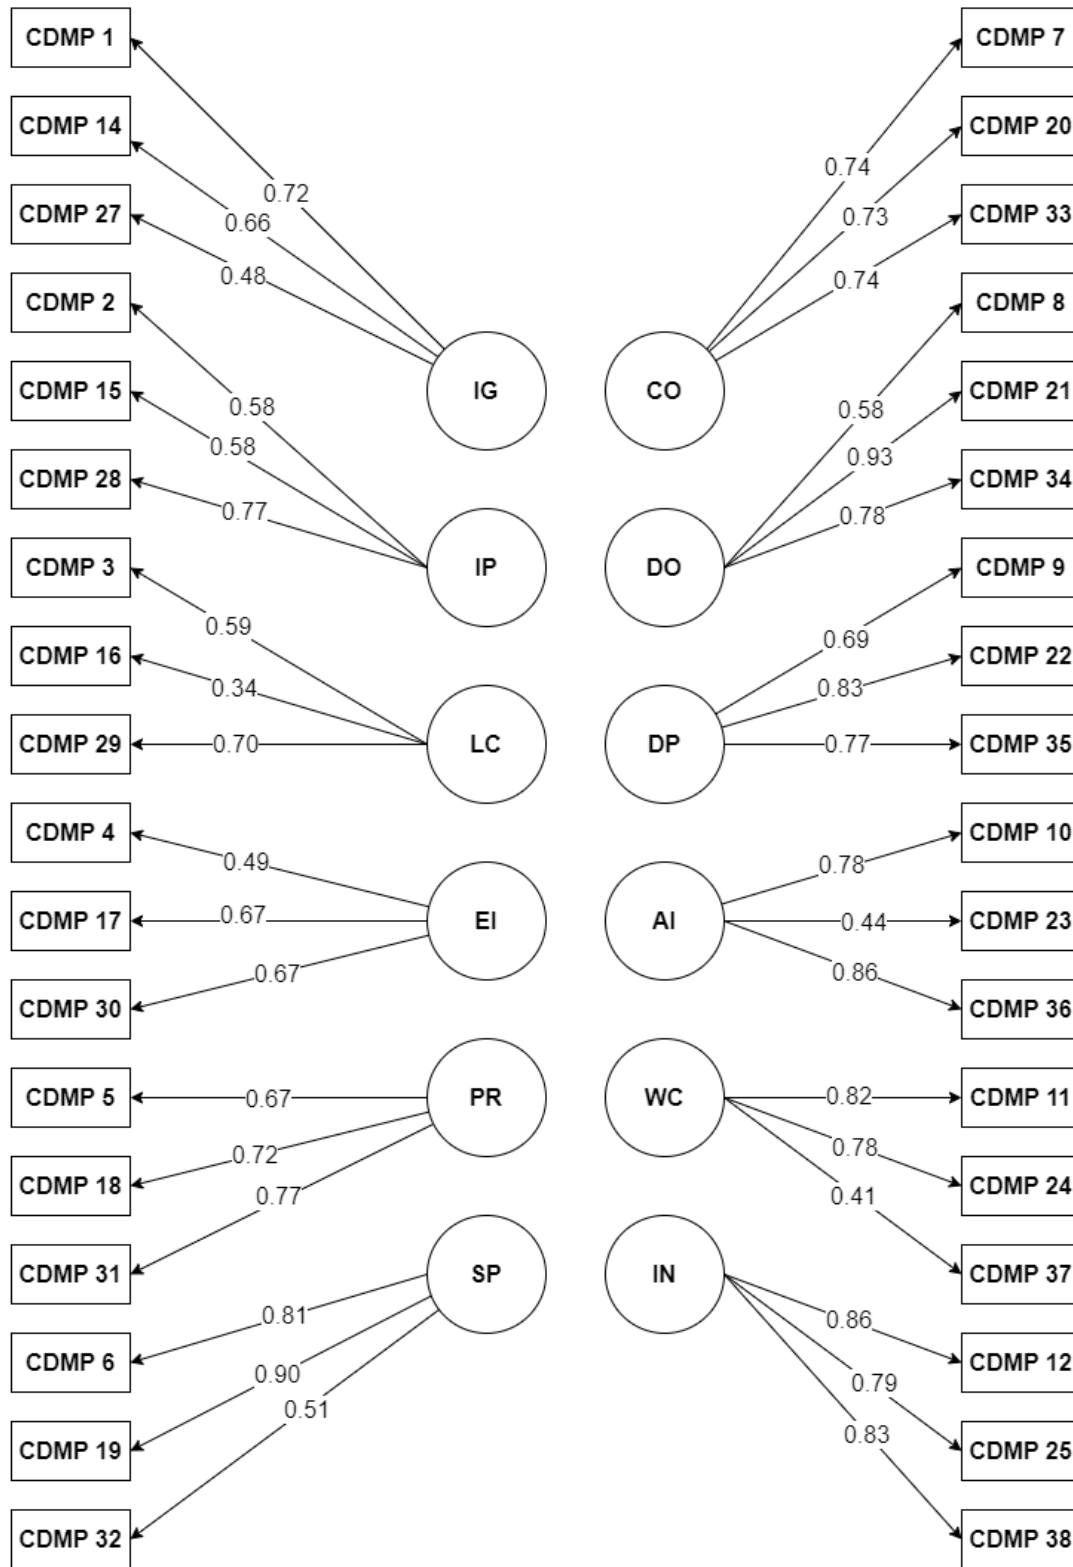 CDMP 1
CDMP 7
CDMP 14
CDMP 20
0.74
0.72
CDMP 27
0.66
0.73
CDMP 33
0.48
0.74
CDMP 2
CDMP 8
CDMP 15
IG
CO
CDMP 21
0.58
0.58
0.58
0.93
CDMP 28
CDMP 34
0.77
0.78
CDMP 3
IP
DO
CDMP 9
0.59
0.69
CDMP 16
CDMP 22
0.34
0.83
CDMP 29
0.70
LC
DP
0.77
CDMP 35
CDMP 4
CDMP 10
0.49
0.78
CDMP 17
0.67
EI
AI
0.44
CDMP 23
0.67
0.86
CDMP 30
CDMP 36
CDMP 5
0.67
PR
WC
0.82
CDMP 11
0.72
0.78
CDMP 18
CDMP 24
0.77
0.41
CDMP 31
SP
IN
CDMP 37
0.81
0.86
CDMP 6
CDMP 12
0.90
0.79
0.51
0.83
CDMP 19
CDMP 25
CDMP 32
CDMP 38